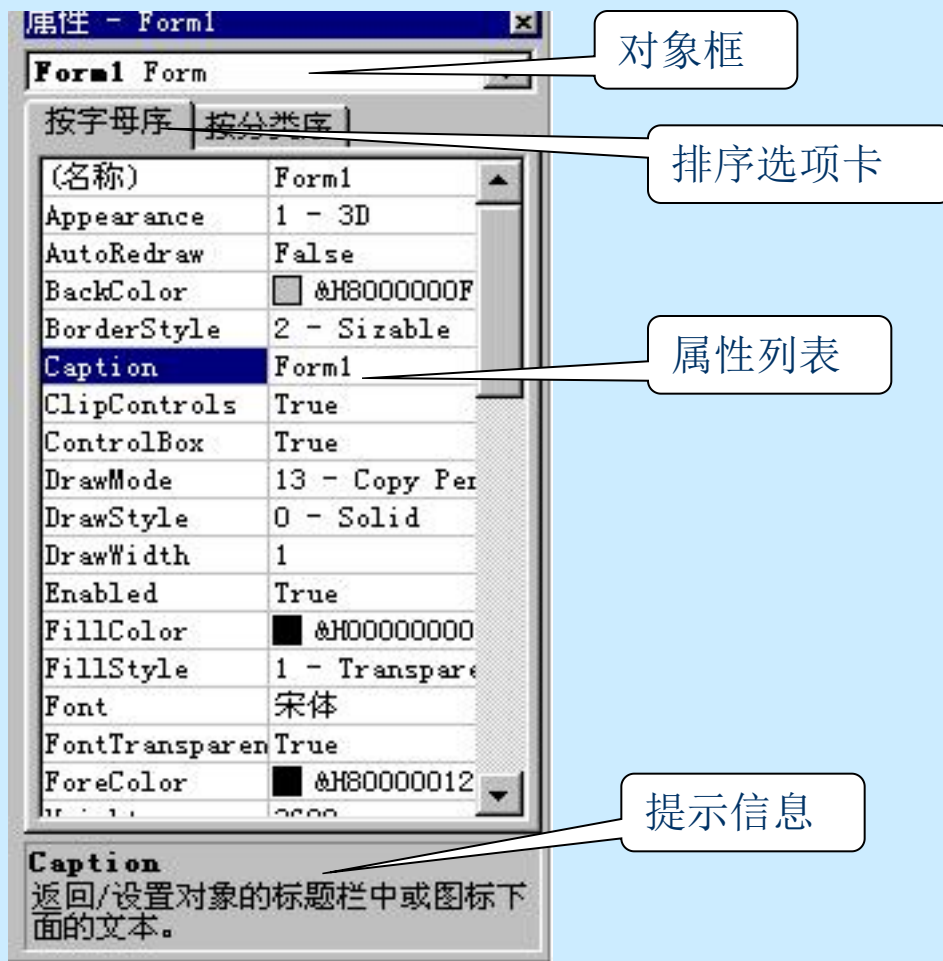 属性 - Form1
对象框
Form1 Form
按字母序 按分类序
排序选项卡
(名称) Form1
Appearance 1 - 3D
AutoRedraw False
BackColor &H8000000F
BorderStyle 2 - Sizable
属性列表
Caption Form1
ClipControls True
ControlBox True
DrawMode 13 - Copy Pen
DrawStyle 0 - Solid
DrawWidth 1
Enabled True
FillColor &H00000000
FillStyle 1 - Transpare
Font 宋体
FontTransparen True
ForeColor &H80000012
提示信息
Caption
返回/设置对象的标题栏中或图标下
面的文本。